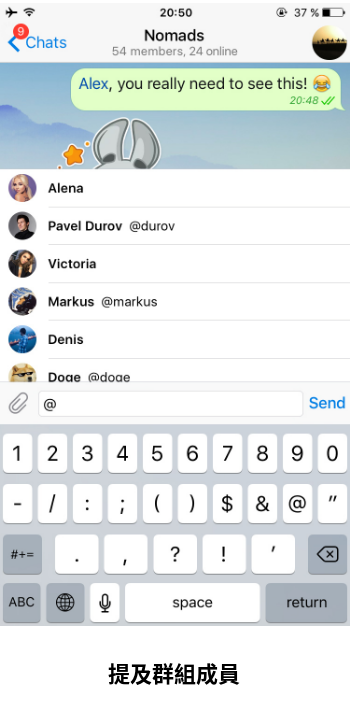 20:50 37 %
9 Chats Nomads
54 members, 24 online
Alex, you really need to see this! 😂
20:48
Alena
Pavel Durov @durov
Victoria
Markus @markus
Denis
Doge @doge
@ Send
1 2 3 4 5 6 7 8 9 0
- / : ; ( ) $ & @ ”
#+= . , ? ! ’
ABC space return
提及群組成員